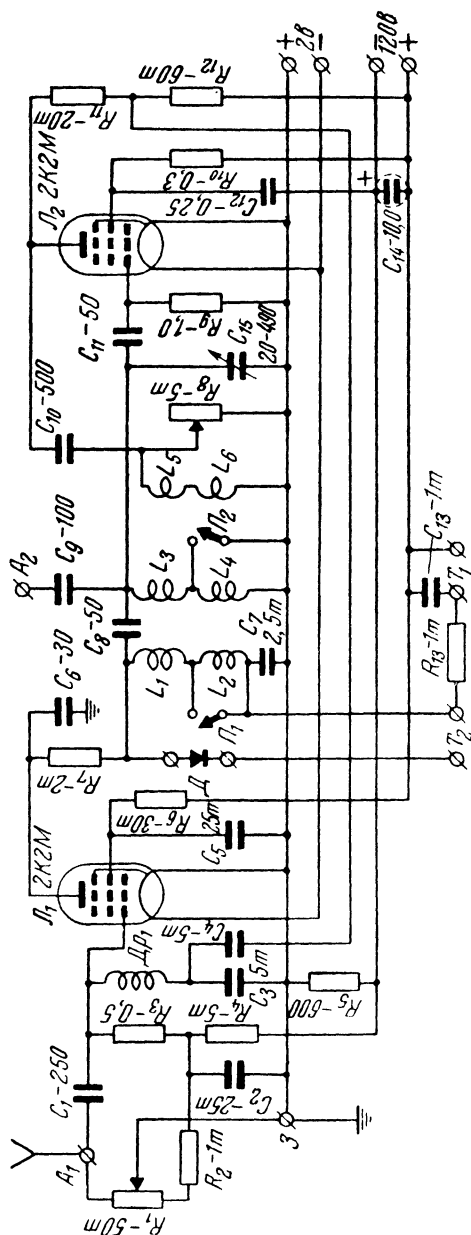 A₁
R₁-50т
C₁-250
R₂-1т
C₂-25т
З
R₃-0,5
R₄-5т
R₅-600
Др₁
C₃
5т
C₄-5т
Л₁
2К2М
R₆-30т
C₅
25т
Д
R₇-2т
C₆-30
П₁
L₁
L₂
C₇
2,5т
C₈-50
C₉-100
A₂
L₃
L₄
П₂
L₅
L₆
C₁₀-500
R₈-5т
C₁₅
20-490
R₉-1,0
C₁₁-50
Л₂ 2К2М
C₁₂-0,25
R₁₀-0,3
R₁₁-20т
R₁₂-60т
+
2в
–
–
120в
+
+
C₁₄-10,0
C₁₃-1т
T₁
R₁₃-1т
T₂